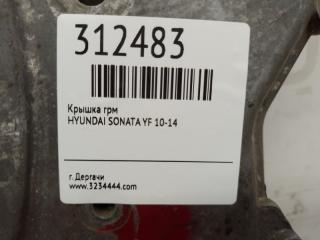 312483
Крышка грм
HYUNDAI SONATA YF 10-14
г. Дергачи
www.3234444.com